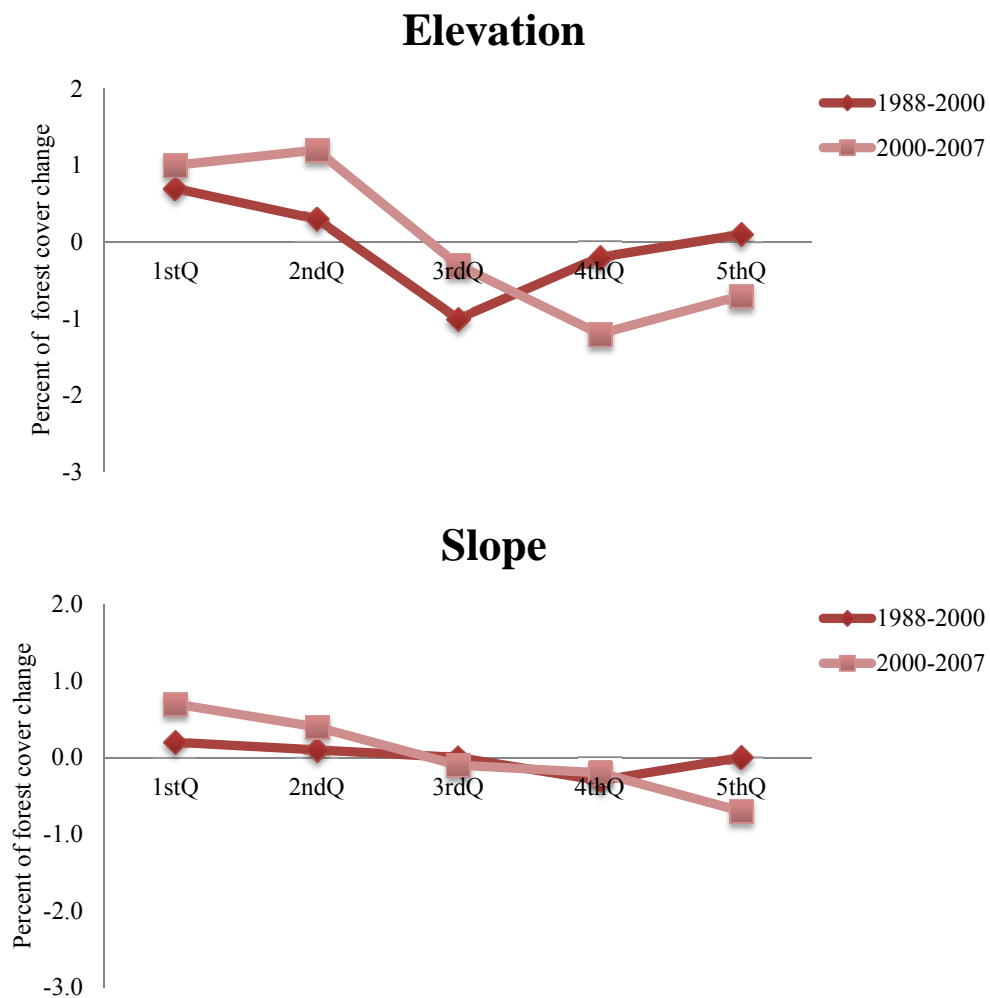 Elevation
2
1
0
-1
-2
-3
Percent of forest cover change
1stQ 2ndQ 3rdQ 4thQ 5thQ
1988-2000
2000-2007
Slope
2.0
1.0
0.0
-1.0
-2.0
-3.0
Percent of forest cover change
1stQ 2ndQ 3rdQ 4thQ 5thQ
1988-2000
2000-2007